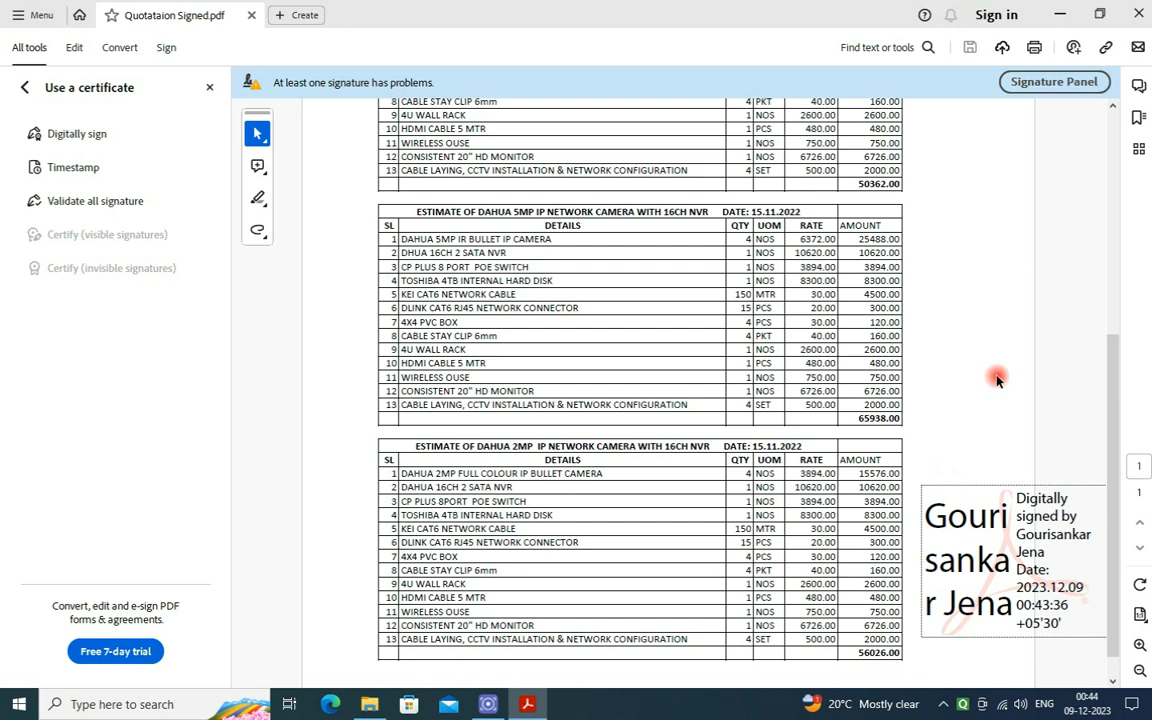 Menu
Quotataion Signed.pdf
Create
Sign in
All tools
Edit
Convert
Sign
Find text or tools
Use a certificate
At least one signature has problems.
Signature Panel
Digitally sign
Timestamp
Validate all signature
Certify (visible signatures)
Certify (invisible signatures)
Convert, edit and e-sign PDF
forms & agreements.
Free 7-day trial
8 CABLE STAY CLIP 6mm 4 PKT 40.00 160.00
9 4U WALL RACK 1 NOS 2600.00 2600.00
10 HDMI CABLE 5 MTR 1 PCS 480.00 480.00
11 WIRELESS OUSE 1 NOS 750.00 750.00
12 CONSISTENT 20" HD MONITOR 1 NOS 6726.00 6726.00
13 CABLE LAYING, CCTV INSTALLATION & NETWORK CONFIGURATION 4 SET 500.00 2000.00
50362.00
ESTIMATE OF DAHUA 5MP IP NETWORK CAMERA WITH 16CH NVR DATE: 15.11.2022
SL DETAILS QTY UOM RATE AMOUNT
1 DAHUA 5MP IR BULLET IP CAMERA 4 NOS 6372.00 25488.00
2 DHUA 16CH 2 SATA NVR 1 NOS 10620.00 10620.00
3 CP PLUS 8 PORT POE SWITCH 1 NOS 3894.00 3894.00
4 TOSHIBA 4TB INTERNAL HARD DISK 1 NOS 8300.00 8300.00
5 KEI CAT6 NETWORK CABLE 150 MTR 30.00 4500.00
6 DLINK CAT6 RJ45 NETWORK CONNECTOR 15 PCS 20.00 300.00
7 4X4 PVC BOX 4 PCS 30.00 120.00
8 CABLE STAY CLIP 6mm 4 PKT 40.00 160.00
9 4U WALL RACK 1 NOS 2600.00 2600.00
10 HDMI CABLE 5 MTR 1 PCS 480.00 480.00
11 WIRELESS OUSE 1 NOS 750.00 750.00
12 CONSISTENT 20" HD MONITOR 1 NOS 6726.00 6726.00
13 CABLE LAYING, CCTV INSTALLATION & NETWORK CONFIGURATION 4 SET 500.00 2000.00
65938.00
ESTIMATE OF DAHUA 2MP IP NETWORK CAMERA WITH 16CH NVR DATE: 15.11.2022
SL DETAILS QTY UOM RATE AMOUNT
1 DAHUA 2MP FULL COLOUR IP BULLET CAMERA 4 NOS 3894.00 15576.00
2 DAHUA 16CH 2 SATA NVR 1 NOS 10620.00 10620.00
3 CP PLUS 8PORT POE SWITCH 1 NOS 3894.00 3894.00
4 TOSHIBA 4TB INTERNAL HARD DISK 1 NOS 8300.00 8300.00
5 KEI CAT6 NETWORK CABLE 150 MTR 30.00 4500.00
6 DLINK CAT6 RJ45 NETWORK CONNECTOR 15 PCS 20.00 300.00
7 4X4 PVC BOX 4 PCS 30.00 120.00
8 CABLE STAY CLIP 6mm 4 PKT 40.00 160.00
9 4U WALL RACK 1 NOS 2600.00 2600.00
10 HDMI CABLE 5 MTR 1 PCS 480.00 480.00
11 WIRELESS OUSE 1 NOS 750.00 750.00
12 CONSISTENT 20" HD MONITOR 1 NOS 6726.00 6726.00
13 CABLE LAYING, CCTV INSTALLATION & NETWORK CONFIGURATION 4 SET 500.00 2000.00
56026.00
Gouri
sanka
r Jena
Digitally
signed by
Gourisankar
Jena
Date:
2023.12.09
00:43:36
+05'30'
1
1
Type here to search
20°C Mostly clear
ENG
00:44
09-12-2023